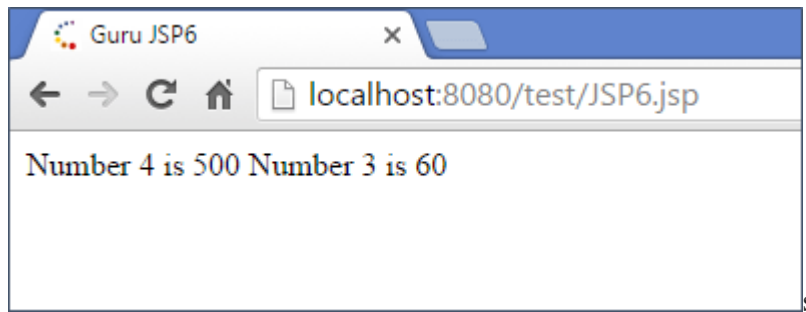 Guru JSP6
localhost:8080/test/JSP6.jsp
Number 4 is 500 Number 3 is 60